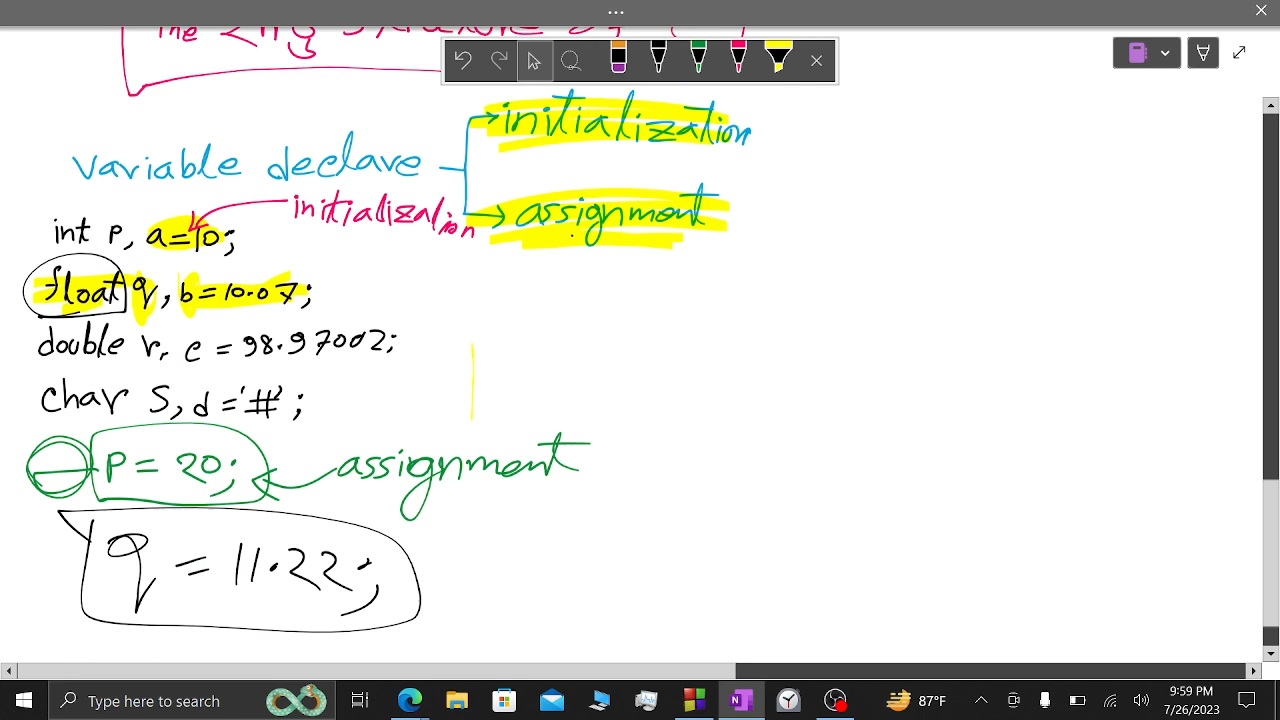 ...
variable declare
initialization
assignment
int p, a=10;
initialization
float q, b=10.07;
double r, c = 98.97002;
char S, d ='#';
p = 20;
assignment
q = 11.22;
Type here to search
87°F
9:59 PM
7/26/2023